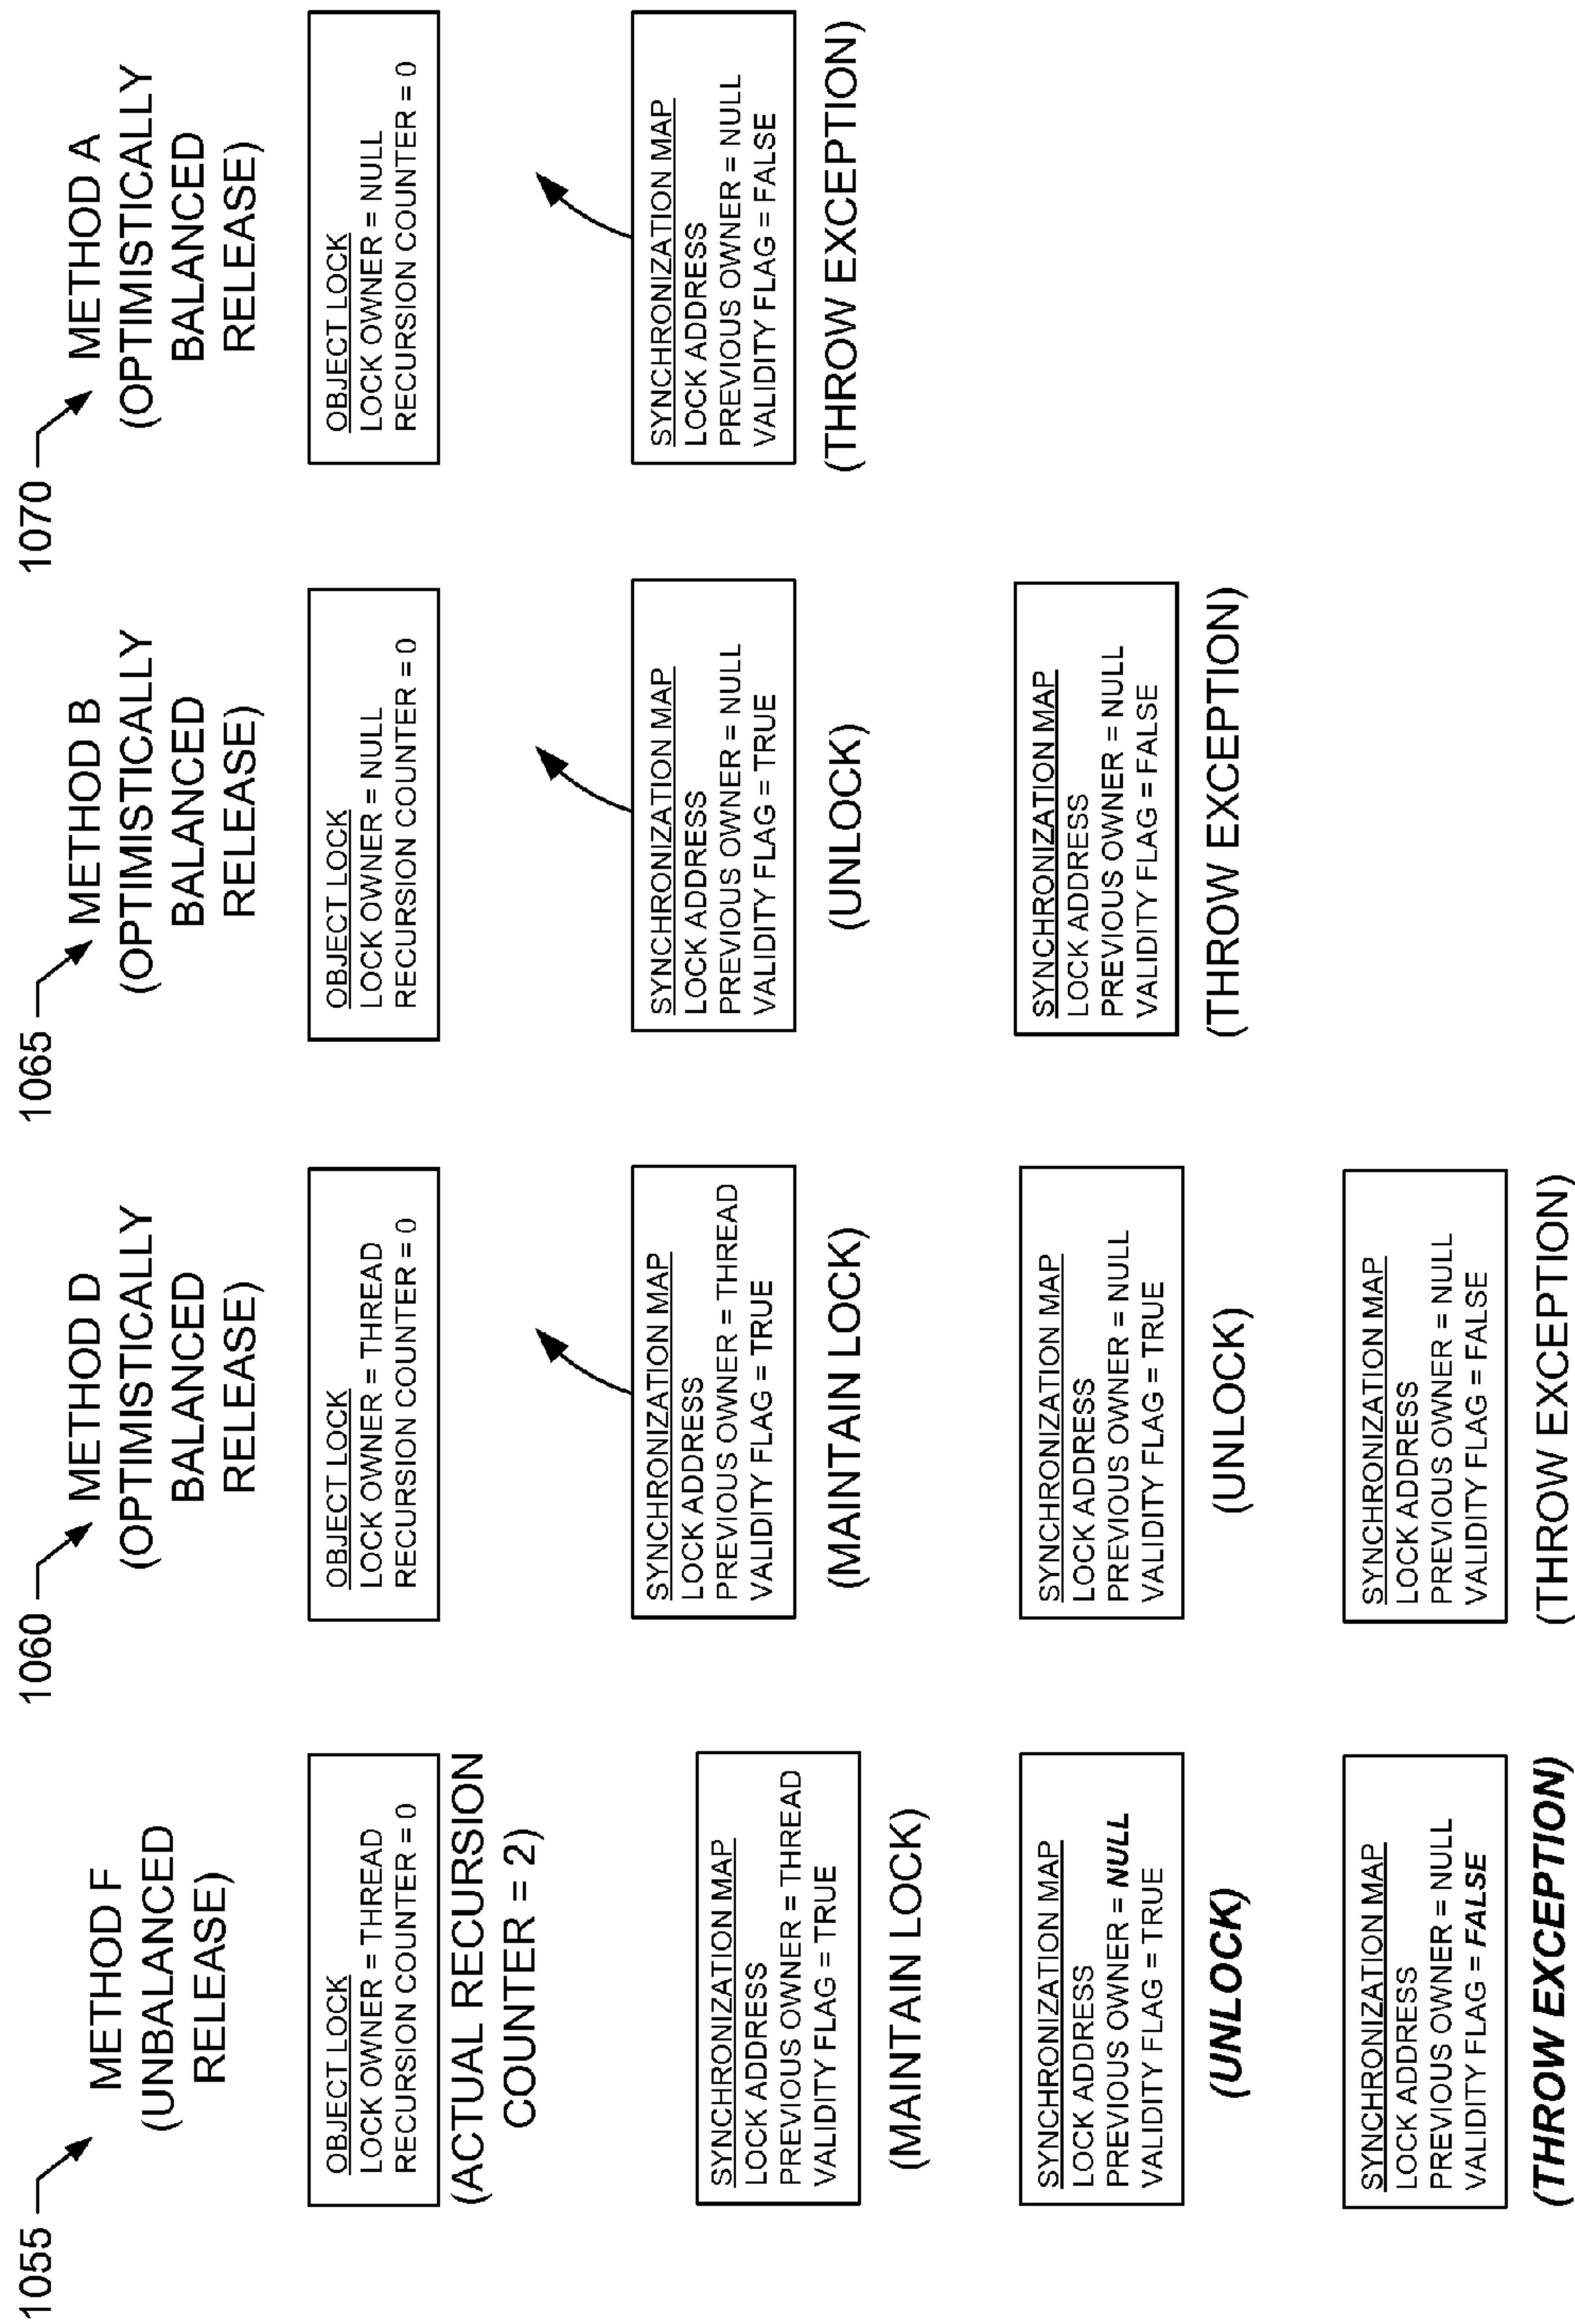 1055
METHOD F
(UNBALANCED
RELEASE)
OBJECT LOCK
LOCK OWNER = THREAD
RECURSION COUNTER = 0
(ACTUAL RECURSION
COUNTER = 2)
SYNCHRONIZATION MAP
LOCK ADDRESS
PREVIOUS OWNER = THREAD
VALIDITY FLAG = TRUE
(MAINTAIN LOCK)
SYNCHRONIZATION MAP
LOCK ADDRESS
PREVIOUS OWNER = NULL
VALIDITY FLAG = TRUE
(UNLOCK)
SYNCHRONIZATION MAP
LOCK ADDRESS
PREVIOUS OWNER = NULL
VALIDITY FLAG = FALSE
(THROW EXCEPTION)
1060
METHOD D
(OPTIMISTICALLY
BALANCED
RELEASE)
OBJECT LOCK
LOCK OWNER = THREAD
RECURSION COUNTER = 0
SYNCHRONIZATION MAP
LOCK ADDRESS
PREVIOUS OWNER = THREAD
VALIDITY FLAG = TRUE
(MAINTAIN LOCK)
SYNCHRONIZATION MAP
LOCK ADDRESS
PREVIOUS OWNER = NULL
VALIDITY FLAG = TRUE
(UNLOCK)
SYNCHRONIZATION MAP
LOCK ADDRESS
PREVIOUS OWNER = NULL
VALIDITY FLAG = FALSE
(THROW EXCEPTION)
1065
METHOD B
(OPTIMISTICALLY
BALANCED
RELEASE)
OBJECT LOCK
LOCK OWNER = NULL
RECURSION COUNTER = 0
SYNCHRONIZATION MAP
LOCK ADDRESS
PREVIOUS OWNER = NULL
VALIDITY FLAG = TRUE
(UNLOCK)
SYNCHRONIZATION MAP
LOCK ADDRESS
PREVIOUS OWNER = NULL
VALIDITY FLAG = FALSE
(THROW EXCEPTION)
1070
METHOD A
(OPTIMISTICALLY
BALANCED
RELEASE)
OBJECT LOCK
LOCK OWNER = NULL
RECURSION COUNTER = 0
SYNCHRONIZATION MAP
LOCK ADDRESS
PREVIOUS OWNER = NULL
VALIDITY FLAG = FALSE
(THROW EXCEPTION)